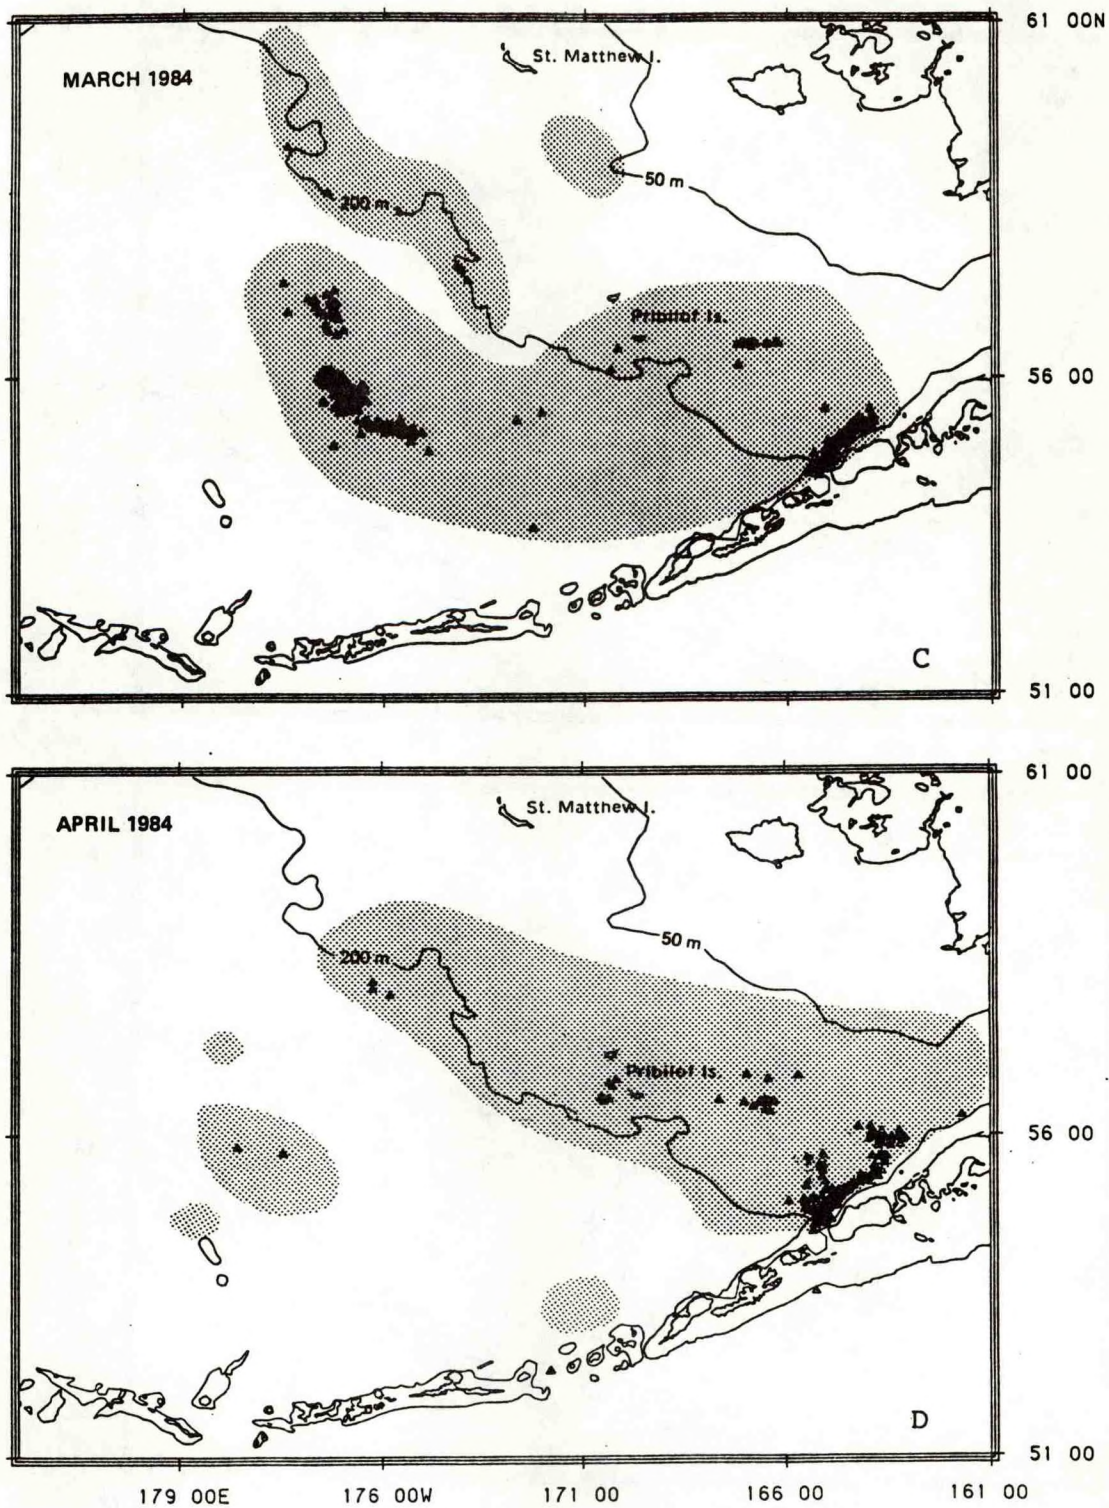 61 00N
MARCH 1984
St. Matthew I.
50 m
200 m
Pribilof Is.
56 00
C
51 00
61 00
APRIL 1984
St. Matthew I.
50 m
200 m
Pribilof Is.
56 00
D
51 00
179 00E 176 00W 171 00 166 00 161 00